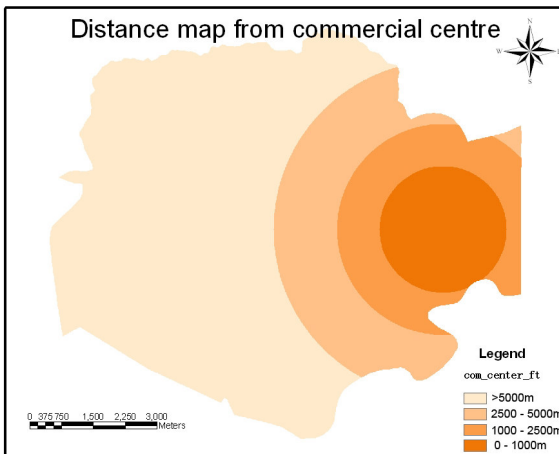 Distance map from commercial centre
N
W
E
S
Legend
com_center_ft
>5000m
2500 - 5000m
1000 - 2500m
0 - 1000m
0 375 750 1,500 2,250 3,000
Meters